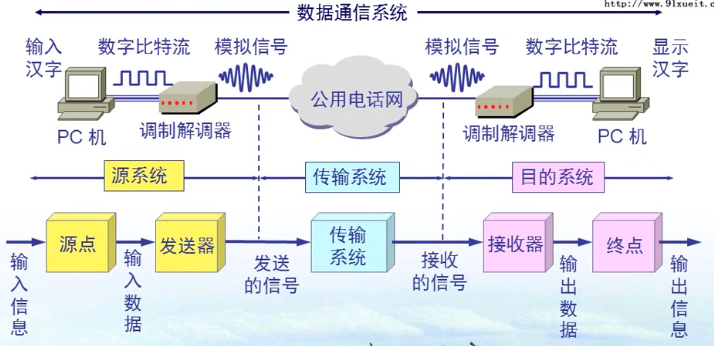 http://www.91xueit.c
数据通信系统
输入
汉字
数字比特流
模拟信号
模拟信号
数字比特流
显示
汉字
公用电话网
PC 机
调制解调器
调制解调器
PC 机
源系统
传输系统
目的系统
源点
发送器
传输
系统
接收器
终点
输入信息
输入数据
发送
的信号
接收
的信号
输出数据
输出信息